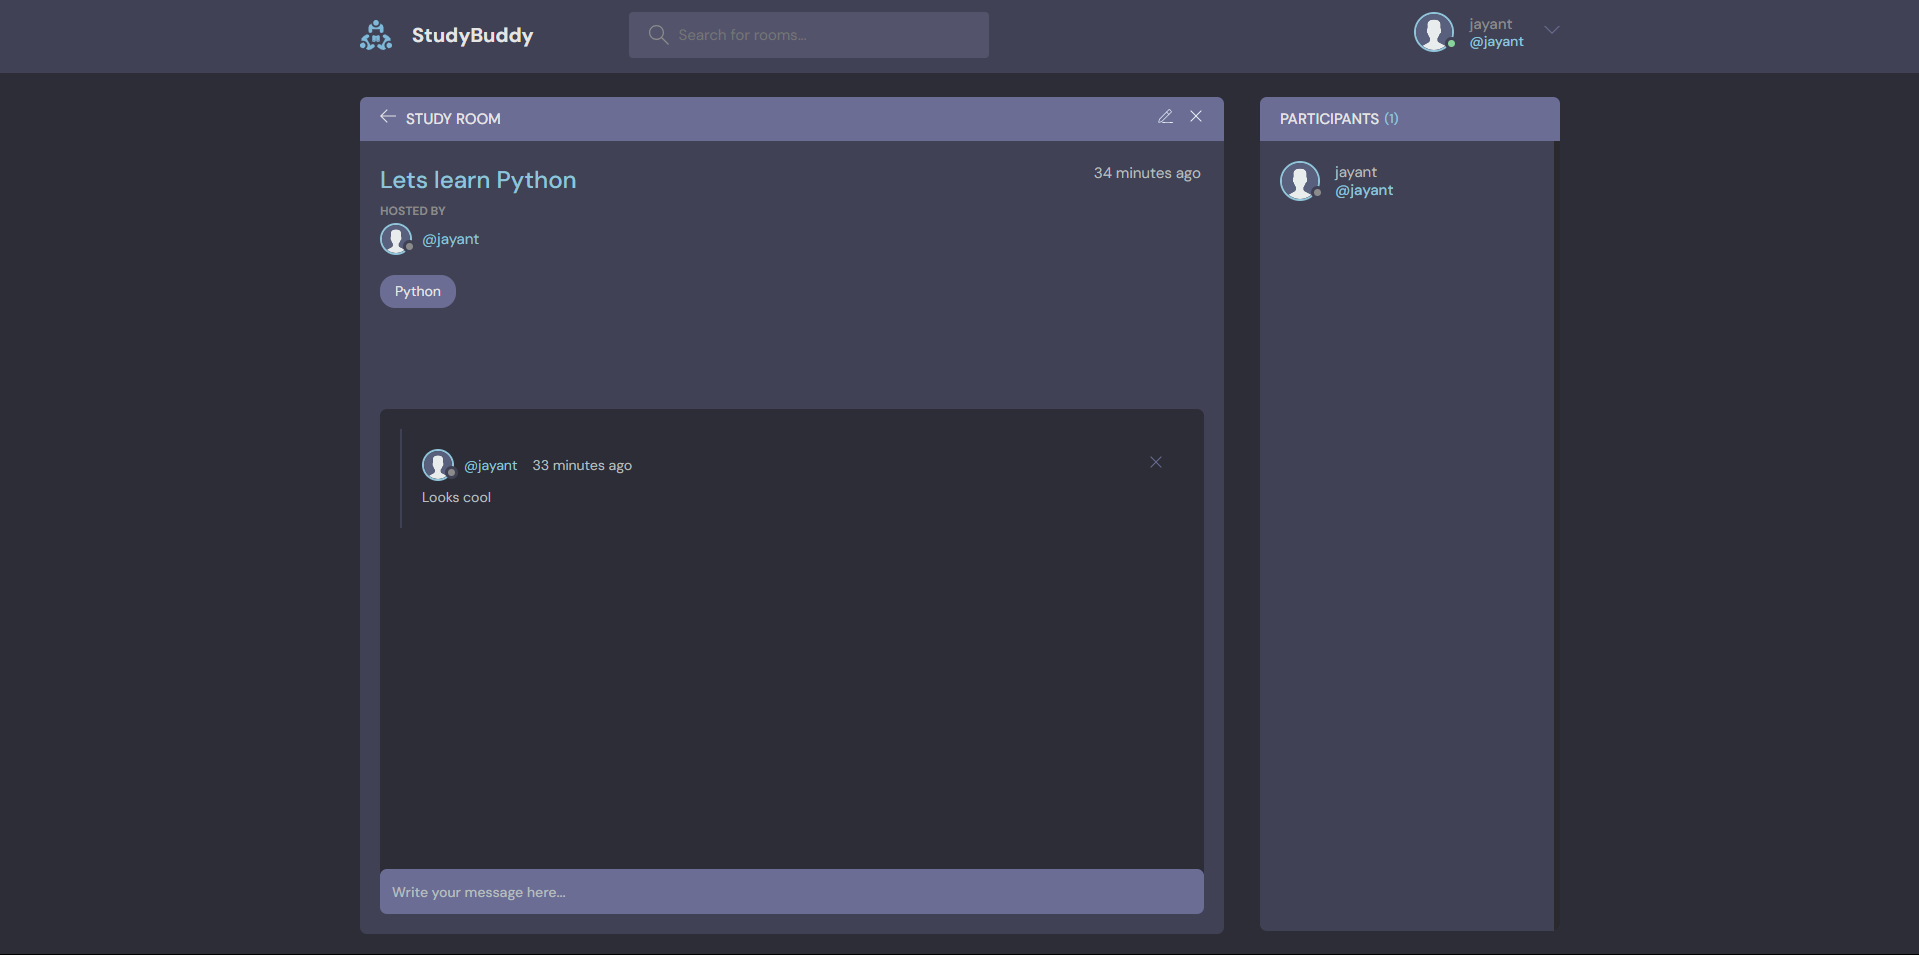 StudyBuddy
Search for rooms...
jayant
@jayant
STUDY ROOM
Lets learn Python
34 minutes ago
HOSTED BY
@jayant
Python
@jayant 33 minutes ago
Looks cool
Write your message here...
PARTICIPANTS (1)
jayant
@jayant